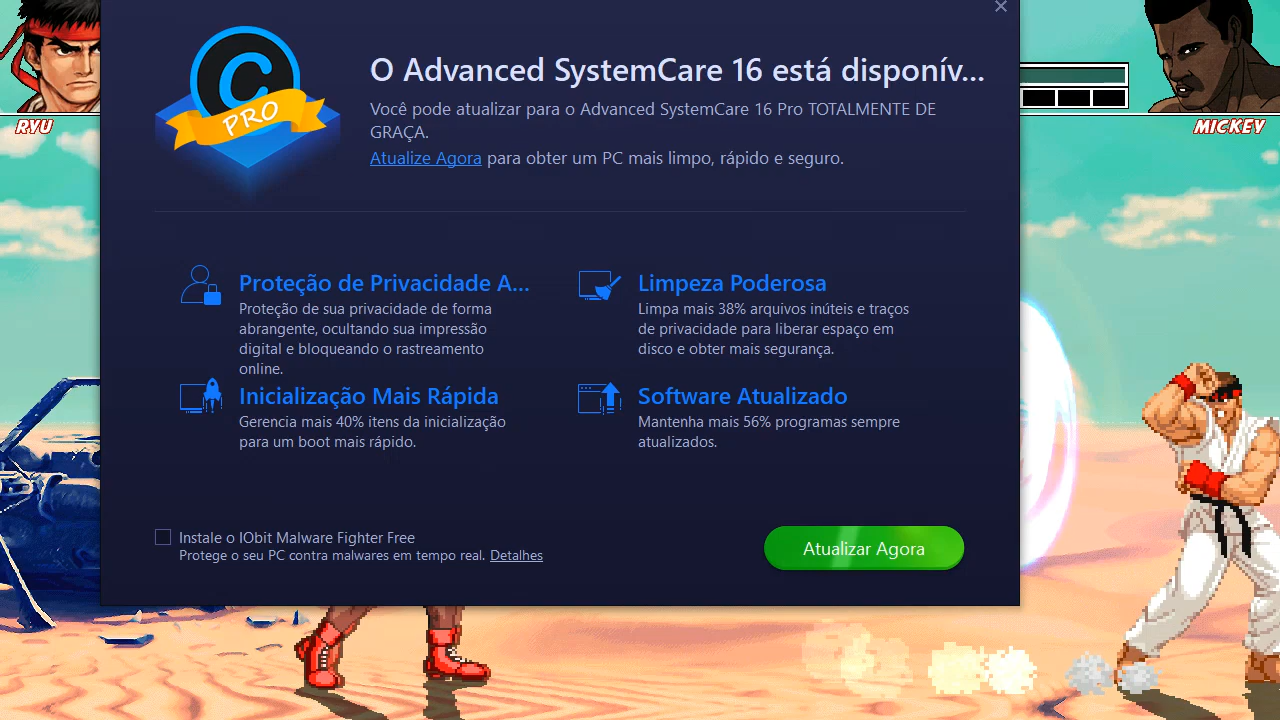 O Advanced SystemCare 16 está disponív...
Você pode atualizar para o Advanced SystemCare 16 Pro TOTALMENTE DE
GRAÇA.
Atualize Agora para obter um PC mais limpo, rápido e seguro.
C
PRO
RYU
MICKEY
Proteção de Privacidade A...
Proteção de sua privacidade de forma
abrangente, ocultando sua impressão
digital e bloqueando o rastreamento
online.
Limpeza Poderosa
Limpa mais 38% arquivos inúteis e traços
de privacidade para liberar espaço em
disco e obter mais segurança.
Inicialização Mais Rápida
Gerencia mais 40% itens da inicialização
para um boot mais rápido.
Software Atualizado
Mantenha mais 56% programas sempre
atualizados.
Instale o IObit Malware Fighter Free
Protege o seu PC contra malwares em tempo real. Detalhes
Atualizar Agora